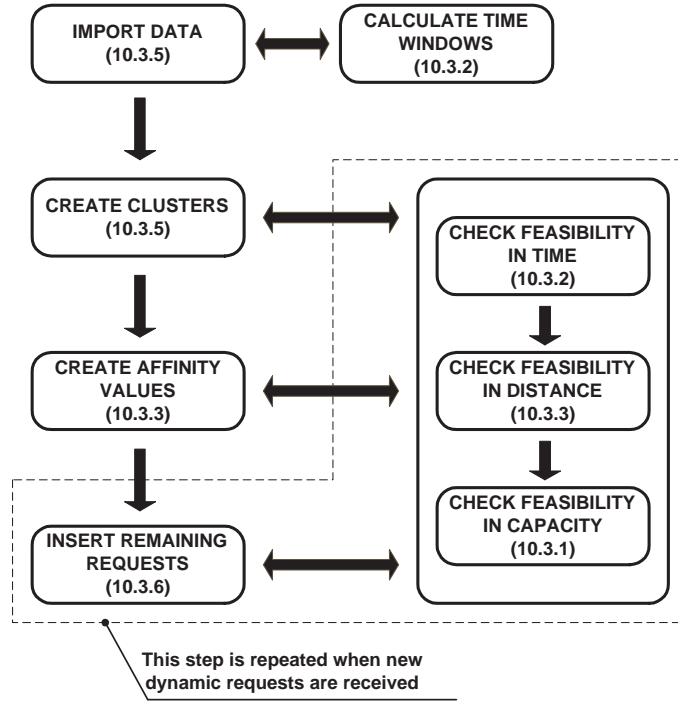 IMPORT DATA
(10.3.5)
CALCULATE TIME
WINDOWS
(10.3.2)
CREATE CLUSTERS
(10.3.5)
CHECK FEASIBILITY
IN TIME
(10.3.2)
CREATE AFFINITY
VALUES
(10.3.3)
CHECK FEASIBILITY
IN DISTANCE
(10.3.3)
INSERT REMAINING
REQUESTS
(10.3.6)
CHECK FEASIBILITY
IN CAPACITY
(10.3.1)
This step is repeated when new
dynamic requests are received